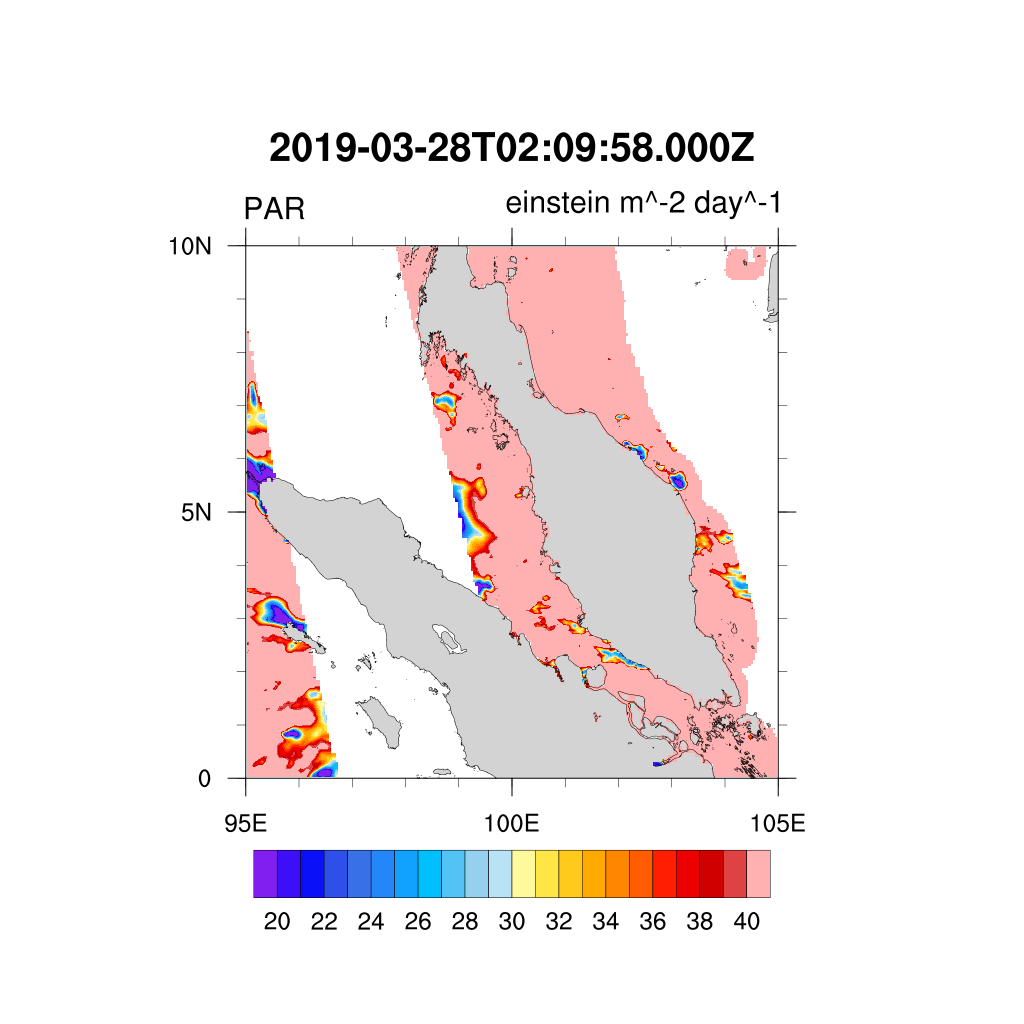 2019-03-28T02:09:58.000Z
PAR einstein m^-2 day^-1
10N
5N
0
95E 100E 105E
20 22 24 26 28 30 32 34 36 38 40